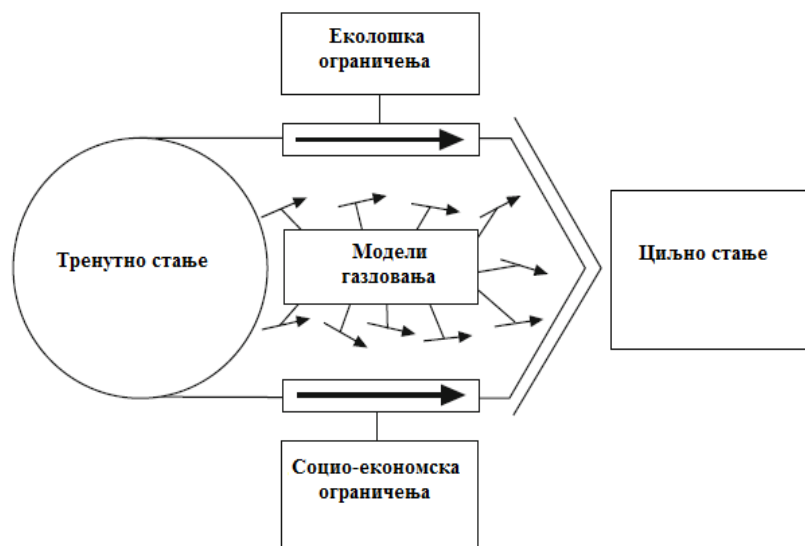 Еколошка
ограничења
Тренутно стање
Модели
газдовања
Циљно стање
Социо-економска
ограничења